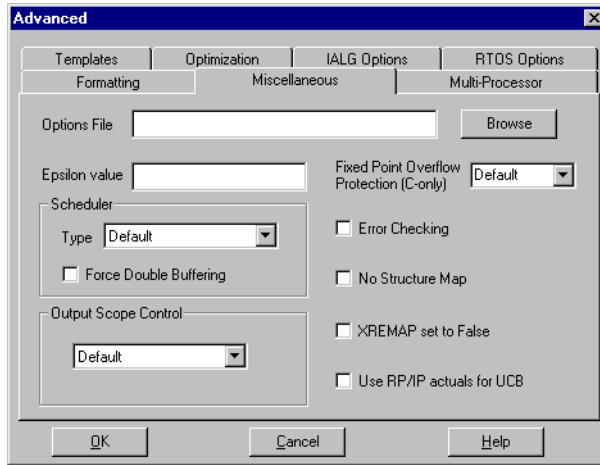 Advanced
Templates Optimization IALG Options RTOS Options
Formatting Miscellaneous Multi-Processor
Options File Browse
Epsilon value Fixed Point Overflow
Protection (C-only) Default
Scheduler
Type Default
Error Checking
Force Double Buffering
No Structure Map
Output Scope Control
XREMAP set to False
Default
Use RP/IP actuals for UCB
OK Cancel Help